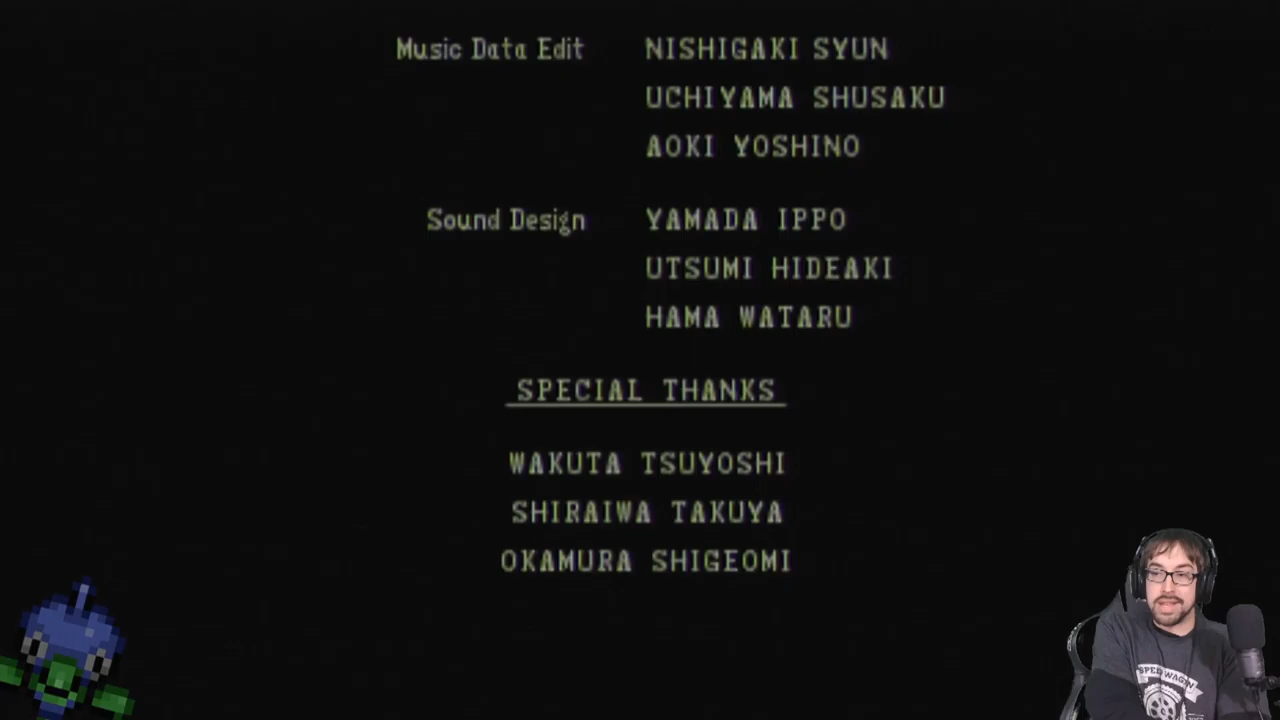 Music Data Edit NISHIGAKI SYUN
UCHIYAMA SHUSAKU
AOKI YOSHINO
Sound Design YAMADA IPPO
UTSUMI HIDEAKI
HAMA WATARU
SPECIAL THANKS
WAKUTA TSUYOSHI
SHIRAIWA TAKUYA
OKAMURA SHIGEOMI
SPEEDWAGON